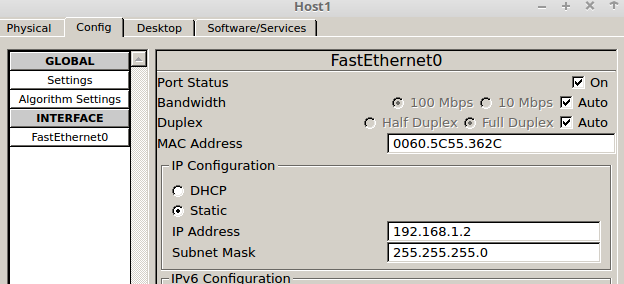 Host1
Physical Config Desktop Software/Services
GLOBAL
Settings
Algorithm Settings
INTERFACE
FastEthernet0
FastEthernet0
Port Status On
Bandwidth 100 Mbps 10 Mbps Auto
Duplex Half Duplex Full Duplex Auto
MAC Address 0060.5C55.362C
IP Configuration
DHCP
Static
IP Address 192.168.1.2
Subnet Mask 255.255.255.0
IPv6 Configuration